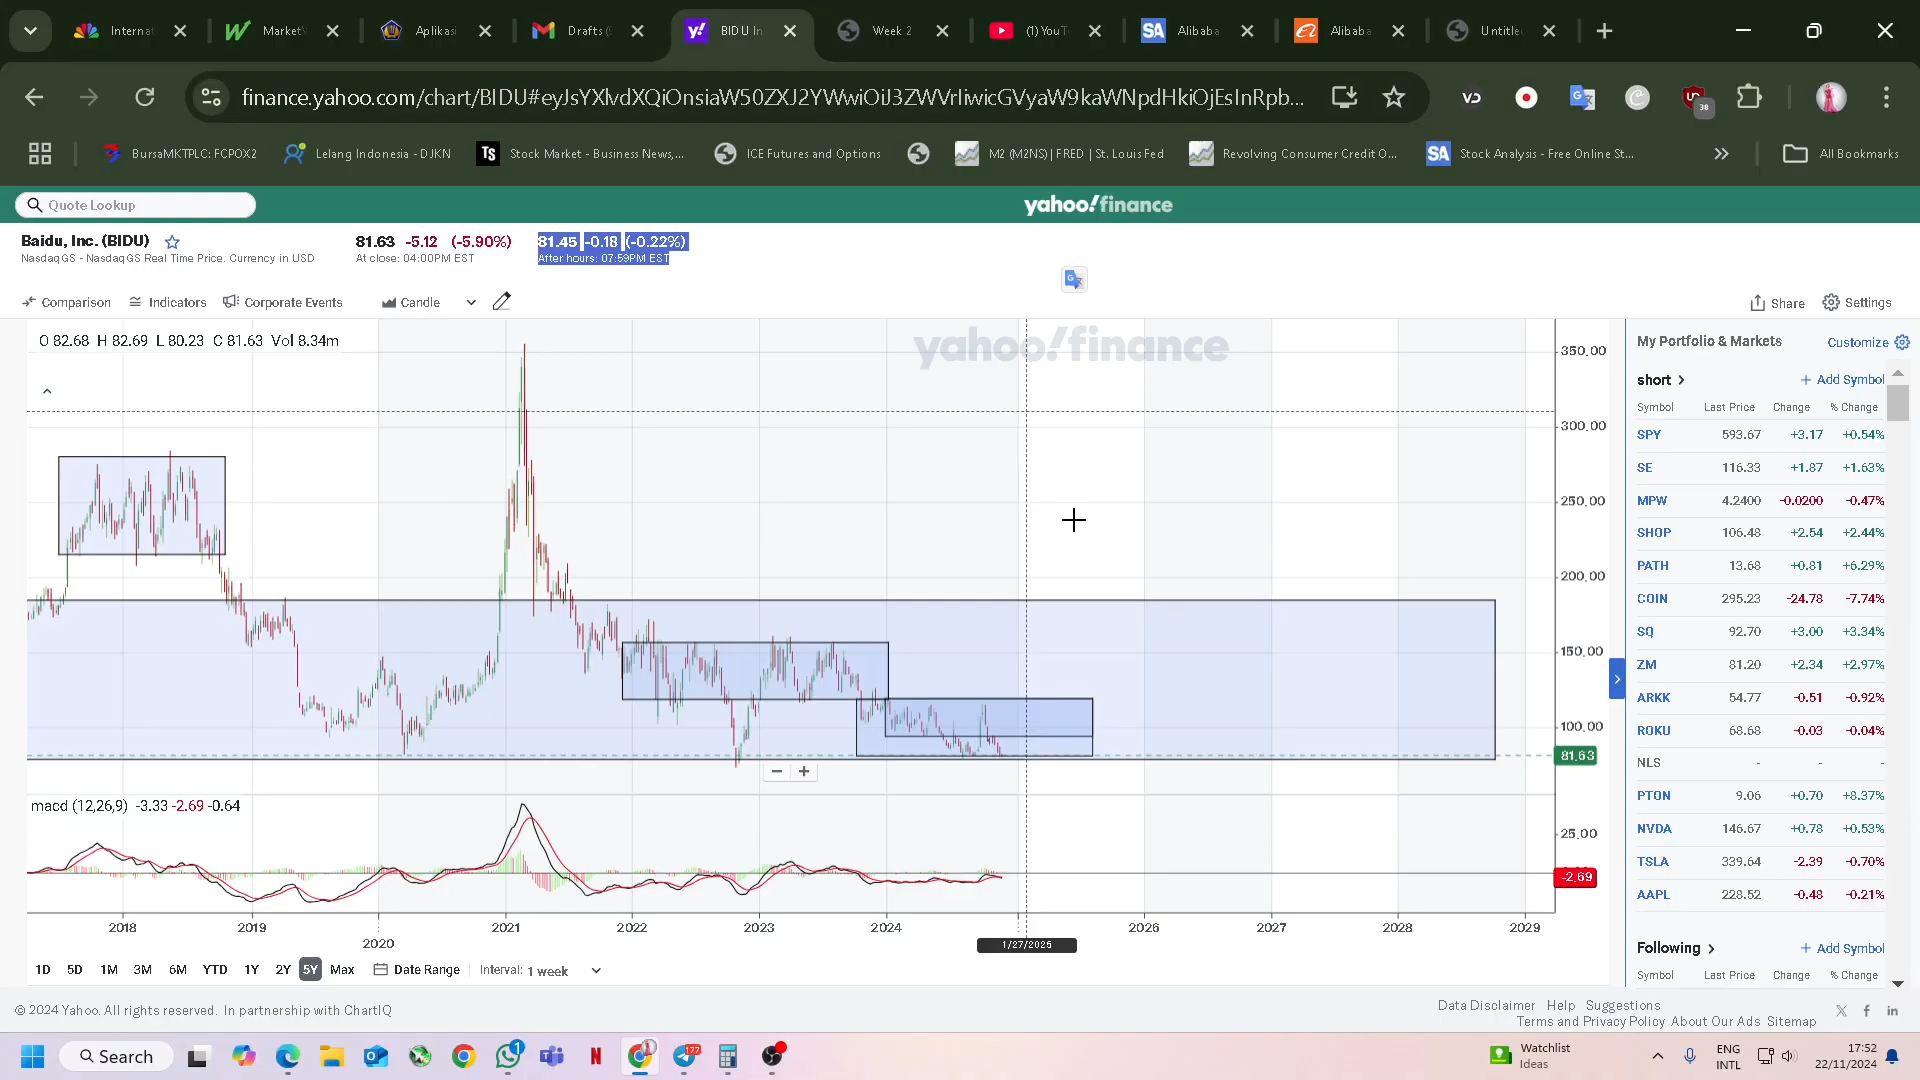 Interna
MarketW
Aplikasi
Drafts (
BIDU In
Week 2
(1) YouT
SA Alibaba
Alibaba
Untitle
finance.yahoo.com/chart/BIDU#eyJsYXlvdXQiOnsiaW50ZXJ2YWwiOiJ3ZWVrIiwicGVyaW9kaWNpdHkiOjEsInRpb...
38
BursaMKTPLC: FCPOX2
Lelang Indonesia - DJKN
TS Stock Market - Business News,...
ICE Futures and Options
M2 (M2NS) | FRED | St. Louis Fed
Revolving Consumer Credit O...
SA Stock Analysis - Free Online St...
All Bookmarks
Quote Lookup
yahoo!finance
Baidu, Inc. (BIDU)
81.63 -5.12 (-5.90%)
81.45 -0.18 (-0.22%)
NasdaqGS - NasdaqGS Real Time Price. Currency in USD
At close: 04:00PM EST
After hours: 07:59PM EST
Comparison
Indicators
Corporate Events
Candle
Share
Settings
O 82.68 H 82.69 L 80.23 C 81.63 Vol 8.34m
yahoo!finance
350.00
300.00
250.00
200.00
150.00
100.00
81.63
macd (12,26,9) -3.33 -2.69 -0.64
25.00
-2.69
2018 2019 2020 2021 2022 2023 2024 2026 2027 2028 2029
1/27/2025
1D 5D 1M 3M 6M YTD 1Y 2Y 5Y Max Date Range Interval: 1 week
My Portfolio & Markets
Customize
short
+ Add Symbol
Symbol Last Price Change % Change
SPY 593.67 +3.17 +0.54%
SE 116.33 +1.87 +1.63%
MPW 4.2400 -0.0200 -0.47%
SHOP 106.48 +2.54 +2.44%
PATH 13.68 +0.81 +6.29%
COIN 295.23 -24.78 -7.74%
SQ 92.70 +3.00 +3.34%
ZM 81.20 +2.34 +2.97%
ARKK 54.77 -0.51 -0.92%
ROKU 68.68 -0.03 -0.04%
NLS - - -
PTON 9.06 +0.70 +8.37%
NVDA 146.67 +0.78 +0.53%
TSLA 339.64 -2.39 -0.70%
AAPL 228.52 -0.48 -0.21%
Following
+ Add Symbol
Symbol Last Price Change % Change
© 2024 Yahoo. All rights reserved. In partnership with ChartIQ
Data Disclaimer Help Suggestions
Terms and Privacy Policy About Our Ads Sitemap
Search
1
177
Watchlist
Ideas
ENG
INTL
17:52
22/11/2024